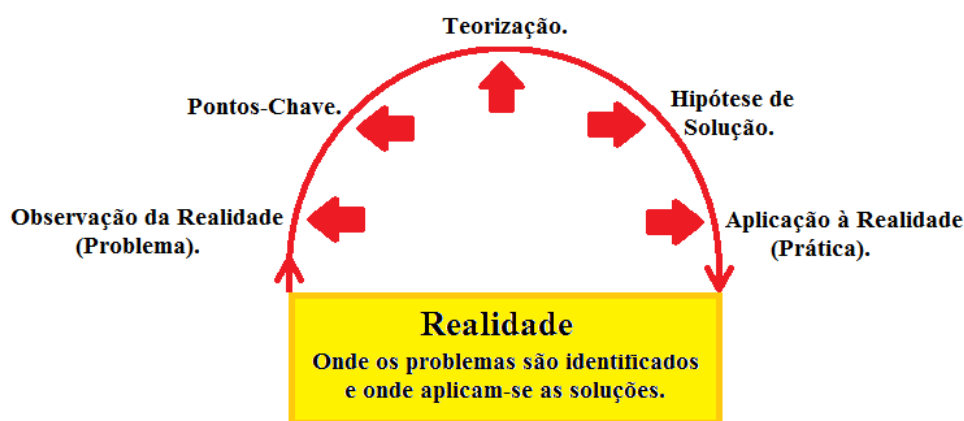 Teorização.
Pontos-Chave.
Hipótese de
Solução.
Observação da Realidade
(Problema).
Aplicação à Realidade
(Prática).
Realidade
Onde os problemas são identificados
e onde aplicam-se as soluções.